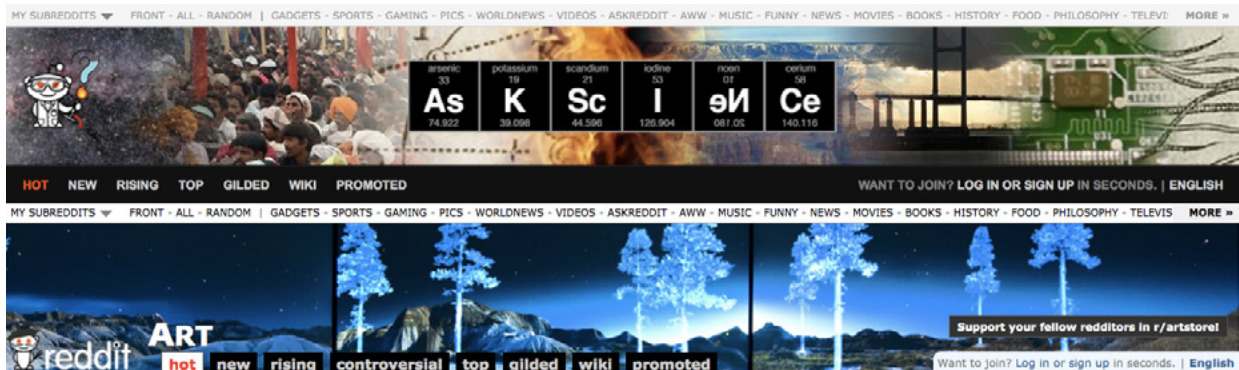 MY SUBREDDITS FRONT - ALL - RANDOM | GADGETS - SPORTS - GAMING - PICS - WORLDNEWS - VIDEOS - ASKREDDIT - AWW - MUSIC - FUNNY - NEWS - MOVIES - BOOKS - HISTORY - FOOD - PHILOSOPHY - TELEVI MORE »
arsenic potassium scandium iodine neon cerium
33 19 21 53 10 58
As K Sc I Ne Ce
74.922 39.098 44.596 126.904 20.180 140.116
HOT NEW RISING TOP GILDED WIKI PROMOTED WANT TO JOIN? LOG IN OR SIGN UP IN SECONDS. | ENGLISH
MY SUBREDDITS FRONT - ALL - RANDOM | GADGETS - SPORTS - GAMING - PICS - WORLDNEWS - VIDEOS - ASKREDDIT - AWW - MUSIC - FUNNY - NEWS - MOVIES - BOOKS - HISTORY - FOOD - PHILOSOPHY - TELEVIS MORE »
Support your fellow redditors in r/artstore!
ART
reddit hot new rising controversial top gilded wiki promoted Want to join? Log in or sign up in seconds. | English